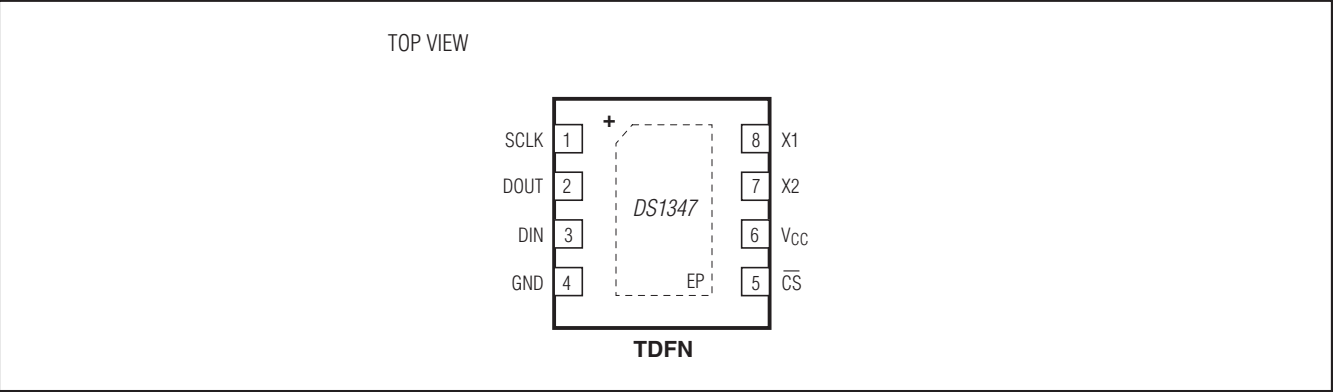 TOP VIEW
+
SCLK 1 8 X1
DOUT 2 7 X2
DS1347
DIN 3 6 VCC
GND 4 EP 5 C̅S̅
TDFN